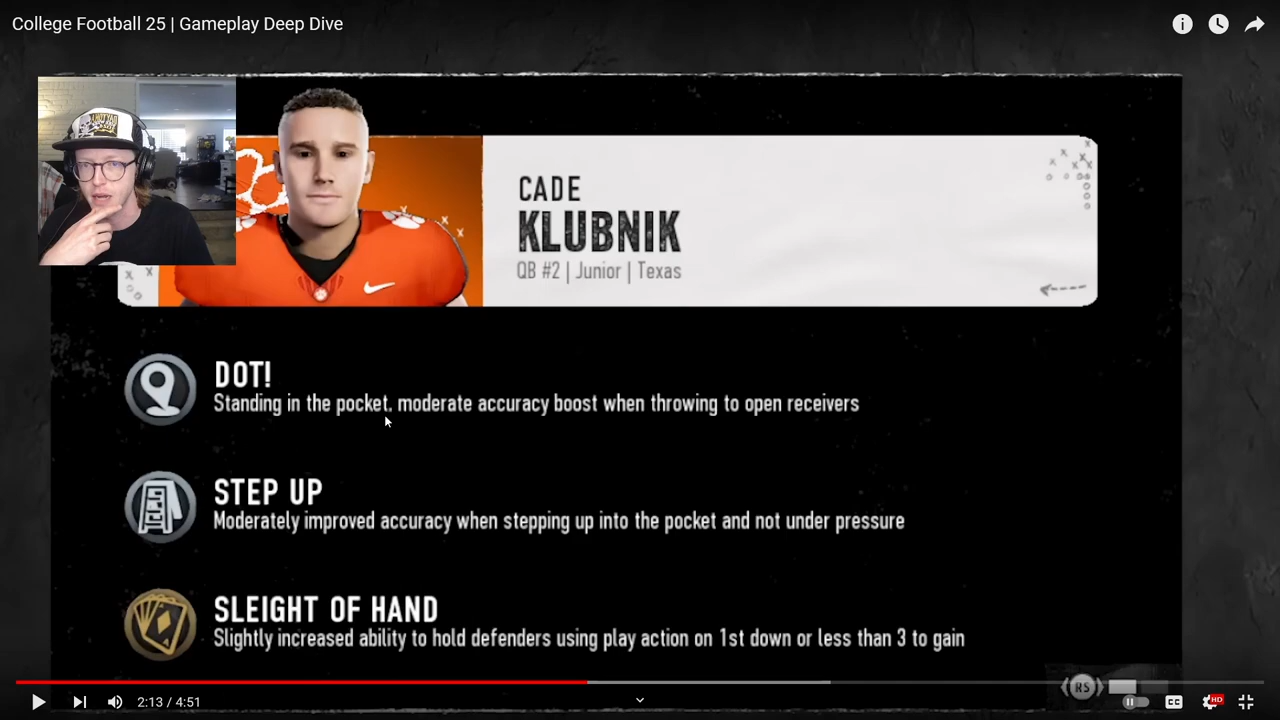 College Football 25 | Gameplay Deep Dive
CADE
KLUBNIK
QB #2 | Junior | Texas
DOT!
Standing in the pocket, moderate accuracy boost when throwing to open receivers
STEP UP
Moderately improved accuracy when stepping up into the pocket and not under pressure
SLEIGHT OF HAND
Slightly increased ability to hold defenders using play action on 1st down or less than 3 to gain
RS
2:13 / 4:51
CC
HD